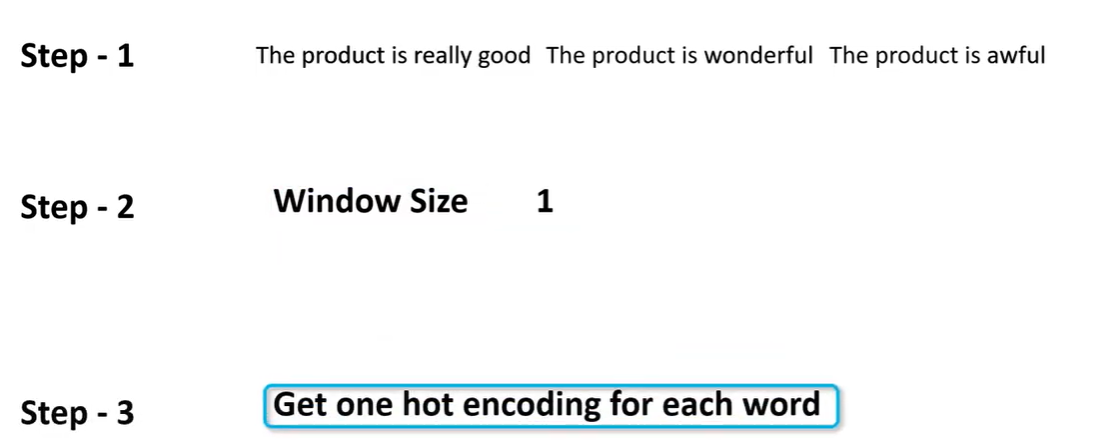 Step - 1 The product is really good The product is wonderful The product is awful
Step - 2 Window Size 1
Step - 3 Get one hot encoding for each word